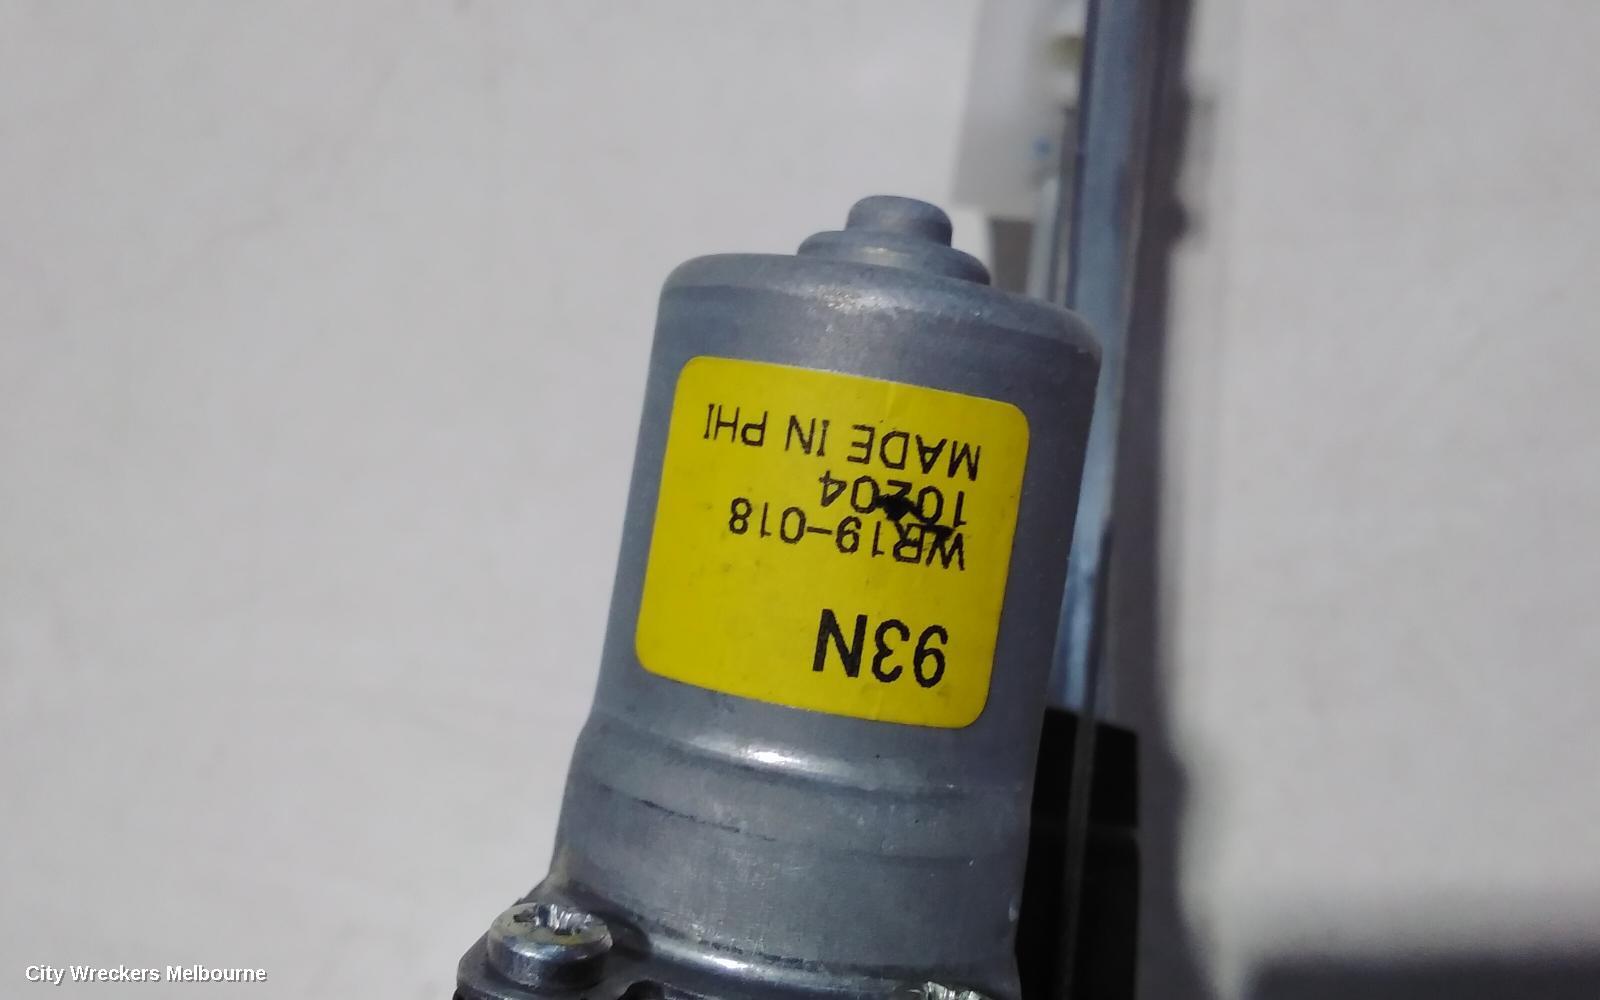 93N
WR19-018
10204
MADE IN PHI
City Wreckers Melbourne